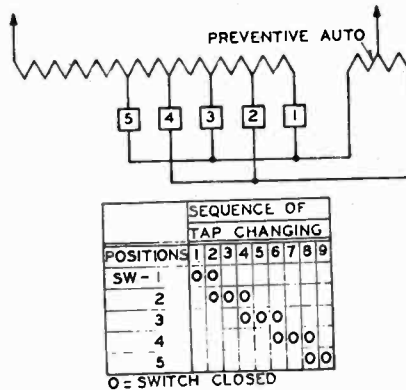 PREVENTIVE AUTO
5 4 3 2 1
SEQUENCE OF
TAP CHANGING
POSITIONS 1 2 3 4 5 6 7 8 9
SW-1 O O
2 O O O
3 O O O
4 O O O
5 O O
O = SWITCH CLOSED